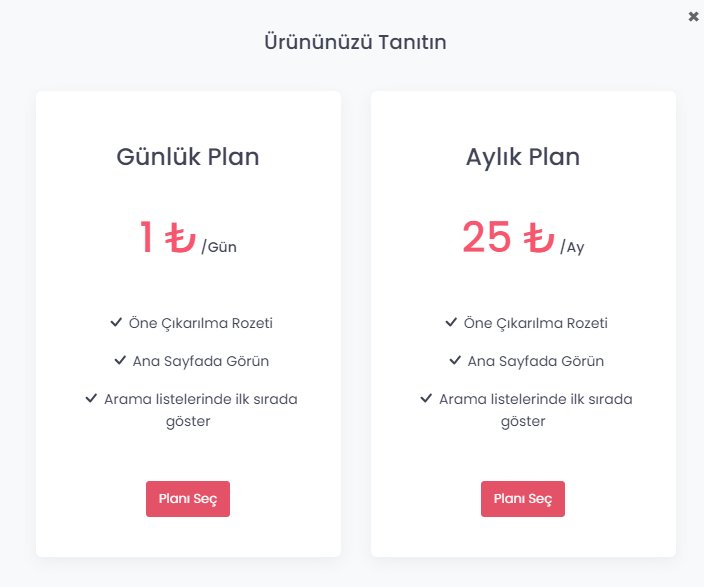 Ürününüzü Tanıtın
Günlük Plan
1 ₺ /Gün
✓ Öne Çıkarılma Rozeti
✓ Ana Sayfada Görün
✓ Arama listelerinde ilk sırada
göster
Planı Seç
Aylık Plan
25 ₺ /Ay
✓ Öne Çıkarılma Rozeti
✓ Ana Sayfada Görün
✓ Arama listelerinde ilk sırada
göster
Planı Seç